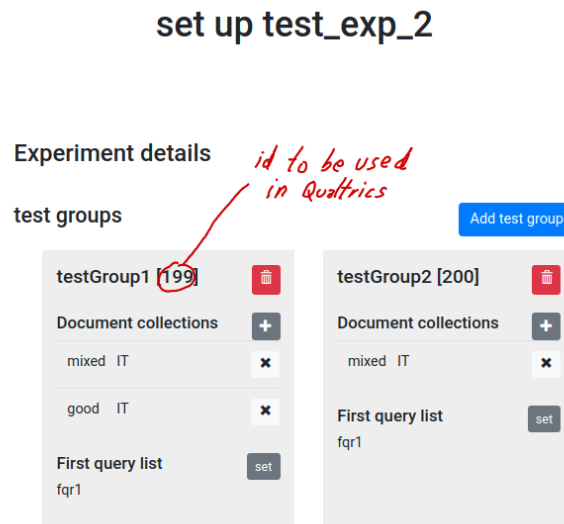 set up test_exp_2
Experiment details
id to be used
in Qualtrics
test groups
Add test group
testGroup1 [199]
Document collections
mixed IT
good IT
First query list
set
fqr1
testGroup2 [200]
Document collections
mixed IT
First query list
set
fqr1